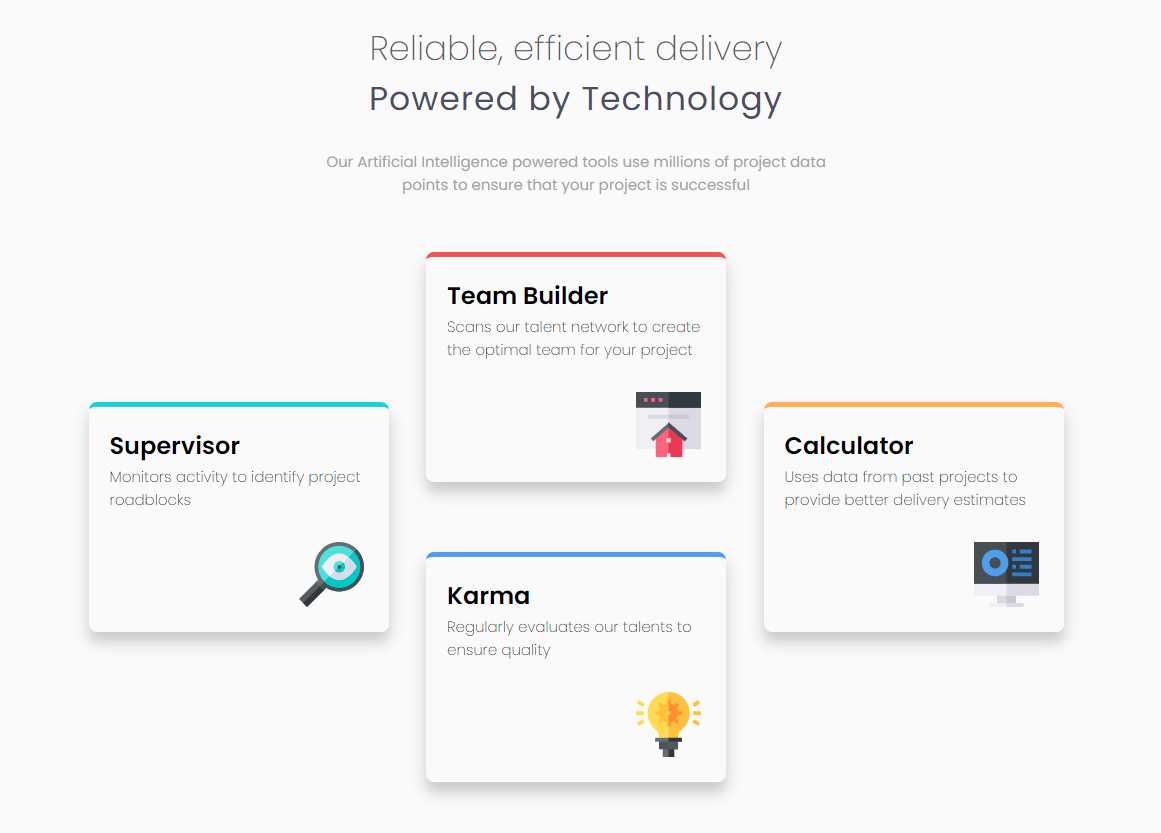 Reliable, efficient delivery
Powered by Technology
Our Artificial Intelligence powered tools use millions of project data
points to ensure that your project is successful
Team Builder
Scans our talent network to create
the optimal team for your project
Supervisor
Monitors activity to identify project
roadblocks
Calculator
Uses data from past projects to
provide better delivery estimates
Karma
Regularly evaluates our talents to
ensure quality